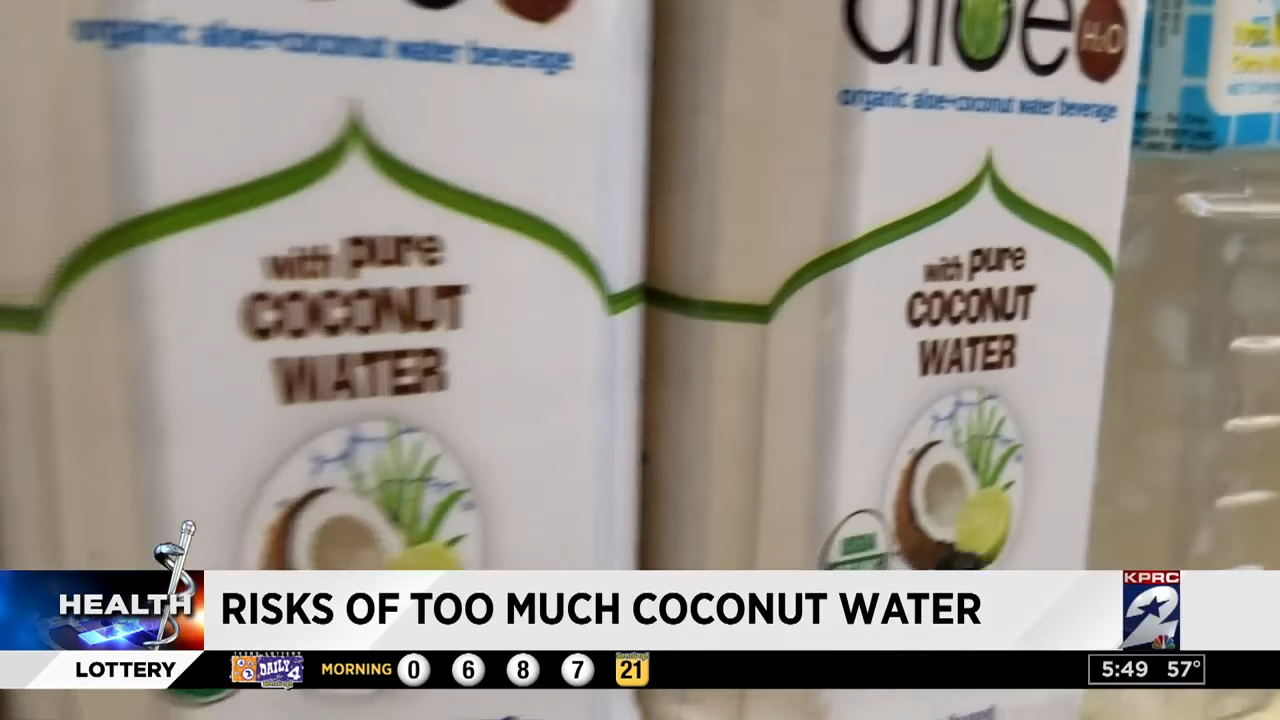 organic aloe-coconut water beverage
with pure
COCONUT
WATER
aloe H2O
organic aloe-coconut water beverage
with pure
COCONUT
WATER
HEALTH
RISKS OF TOO MUCH COCONUT WATER
KPRC
2
LOTTERY
DAILY 4
MORNING 0 6 8 7 21
5:49 57°